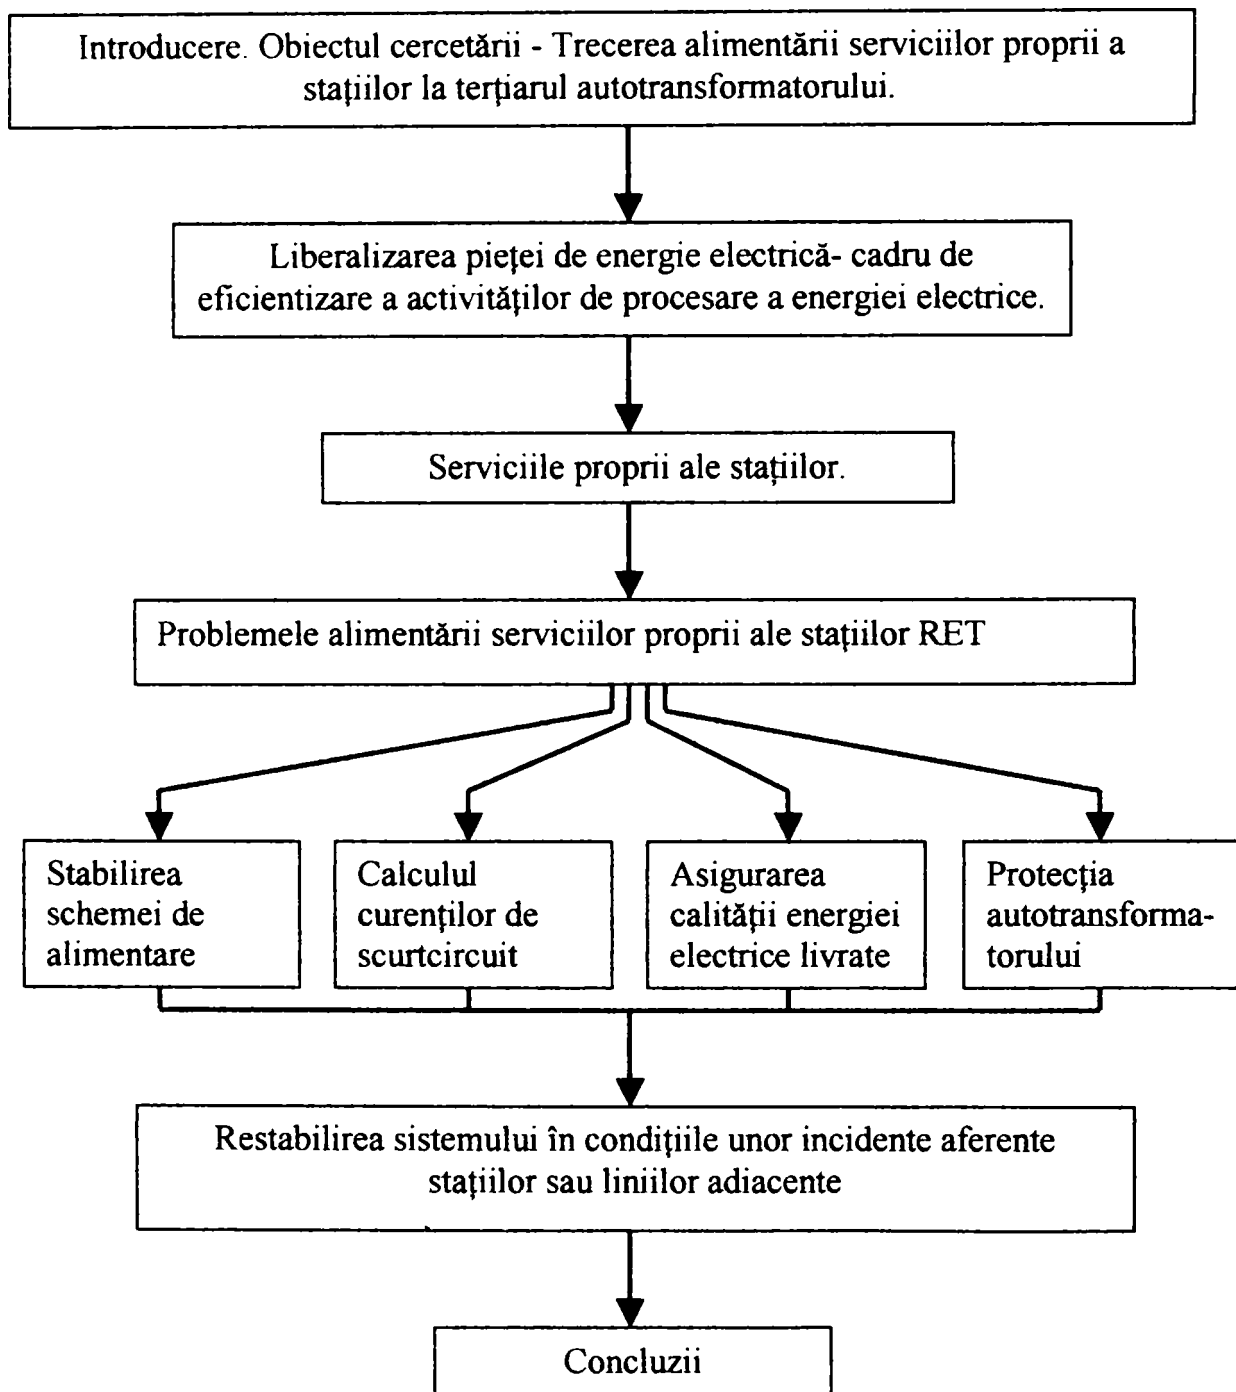 Introducere. Obiectul cercetării - Trecerea alimentării serviciilor proprii a
stațiilor la terțiarul autotransformatorului.
Liberalizarea pieței de energie electrică- cadru de
eficientizare a activităților de procesare a energiei electrice.
Serviciile proprii ale stațiilor.
Problemele alimentării serviciilor proprii ale stațiilor RET
Stabilirea
schemei de
alimentare
Calculul
curenților de
scurtcircuit
Asigurarea
calității energiei
electrice livrate
Protecția
autotransforma-
torului
Restabilirea sistemului în condițiile unor incidente aferente
stațiilor sau liniilor adiacente
Concluzii